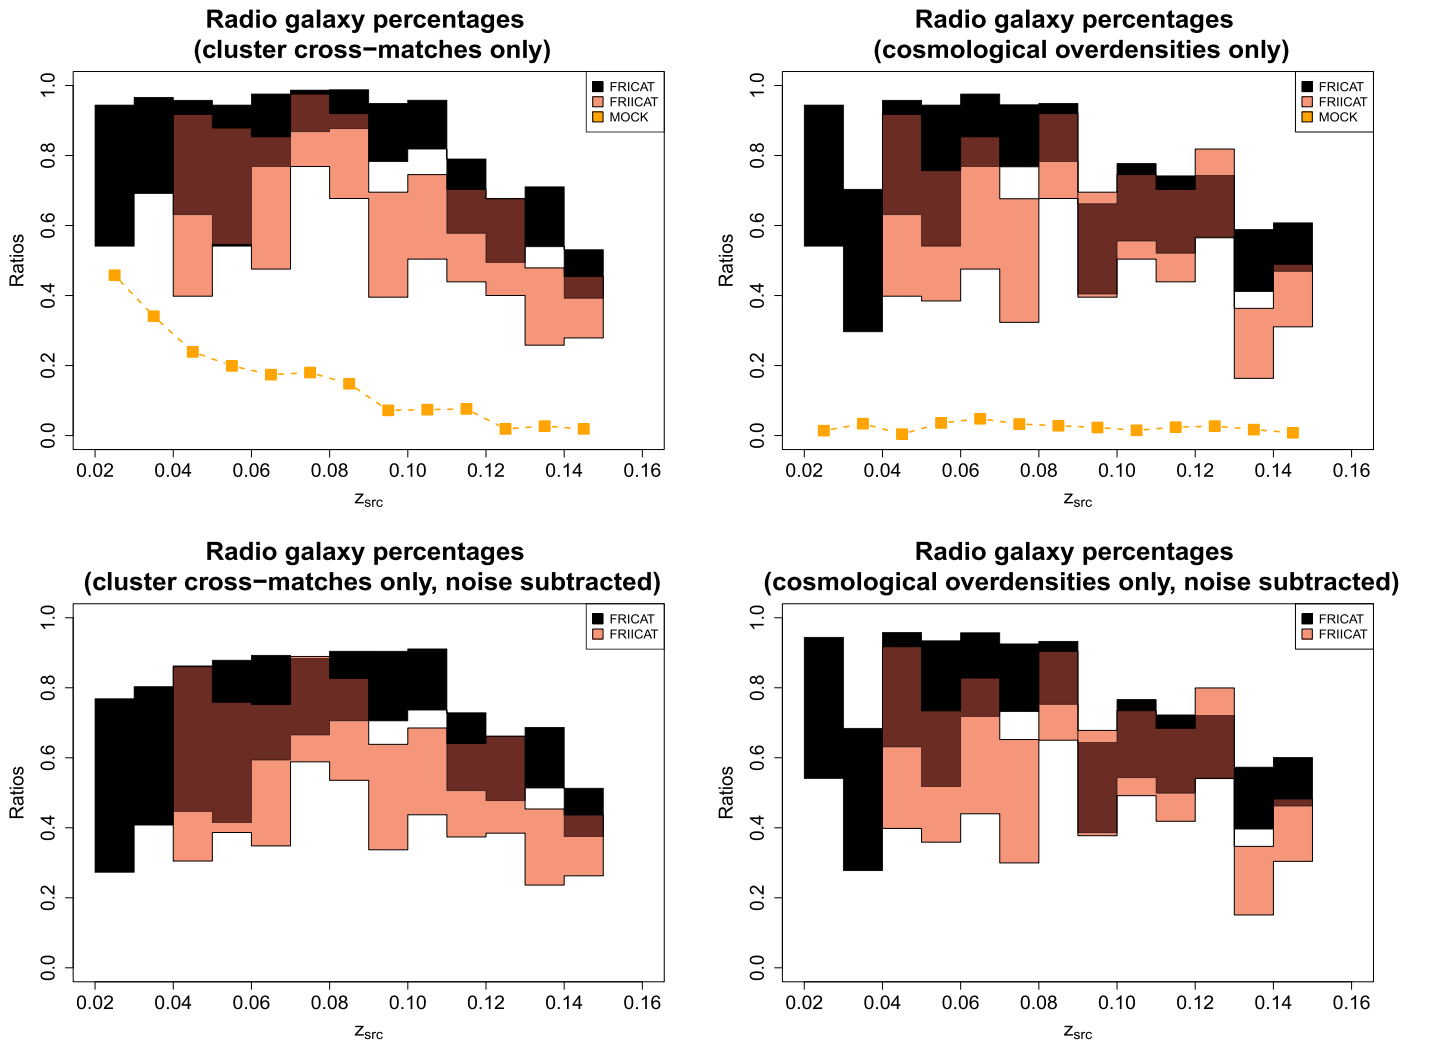 Radio galaxy percentages
(cluster cross−matches only)
FRICAT
FRIICAT
MOCK
Ratios
0.0 0.2 0.4 0.6 0.8 1.0
0.02 0.04 0.06 0.08 0.10 0.12 0.14 0.16
zsrc
Radio galaxy percentages
(cosmological overdensities only)
FRICAT
FRIICAT
MOCK
Ratios
0.0 0.2 0.4 0.6 0.8 1.0
0.02 0.04 0.06 0.08 0.10 0.12 0.14 0.16
zsrc
Radio galaxy percentages
(cluster cross−matches only, noise subtracted)
FRICAT
FRIICAT
Ratios
0.0 0.2 0.4 0.6 0.8 1.0
0.02 0.04 0.06 0.08 0.10 0.12 0.14 0.16
zsrc
Radio galaxy percentages
(cosmological overdensities only, noise subtracted)
FRICAT
FRIICAT
Ratios
0.0 0.2 0.4 0.6 0.8 1.0
0.02 0.04 0.06 0.08 0.10 0.12 0.14 0.16
zsrc